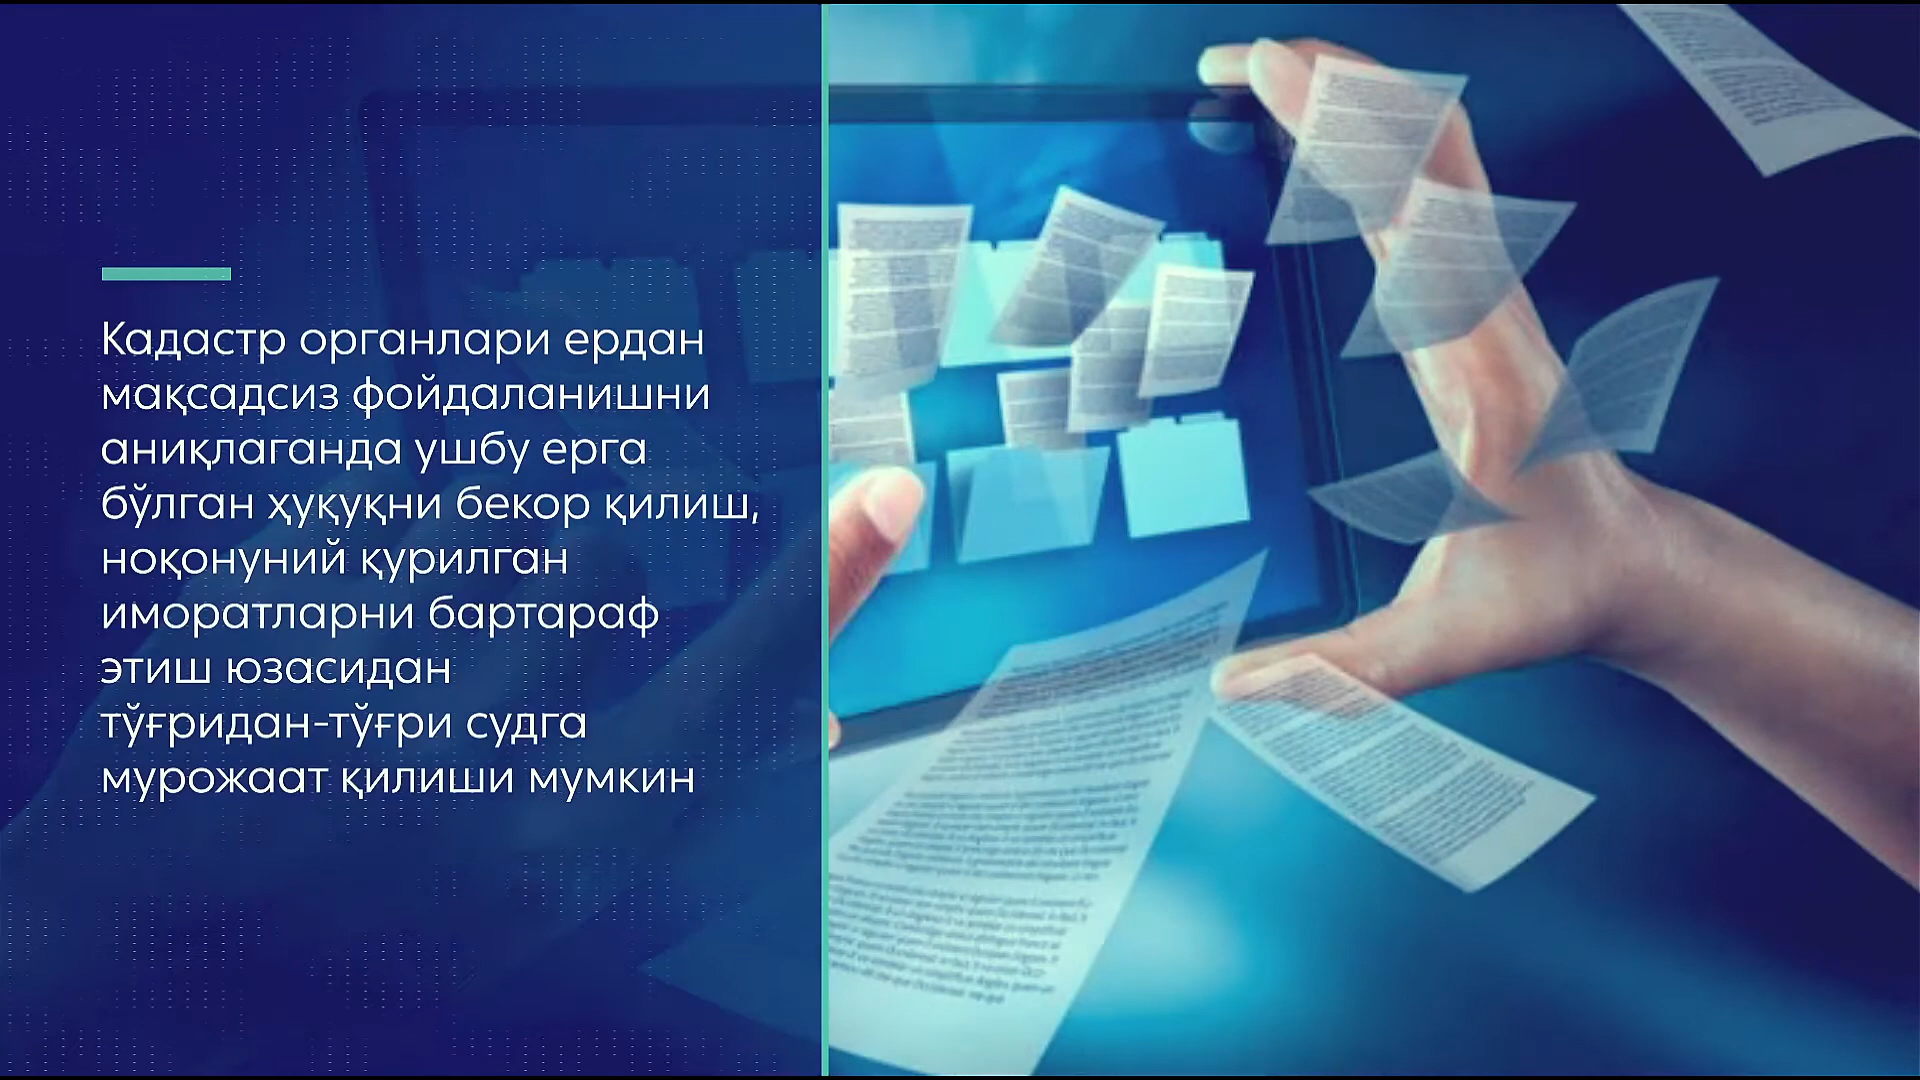 Кадастр органлари ердан
мақсадсиз фойдаланишни
аниқлаганда ушбу ерга
бўлган ҳуқуқни бекор қилиш,
ноқонуний қурилган
иморатларни бартараф
этиш юзасидан
тўғридан-тўғри судга
мурожаат қилиши мумкин